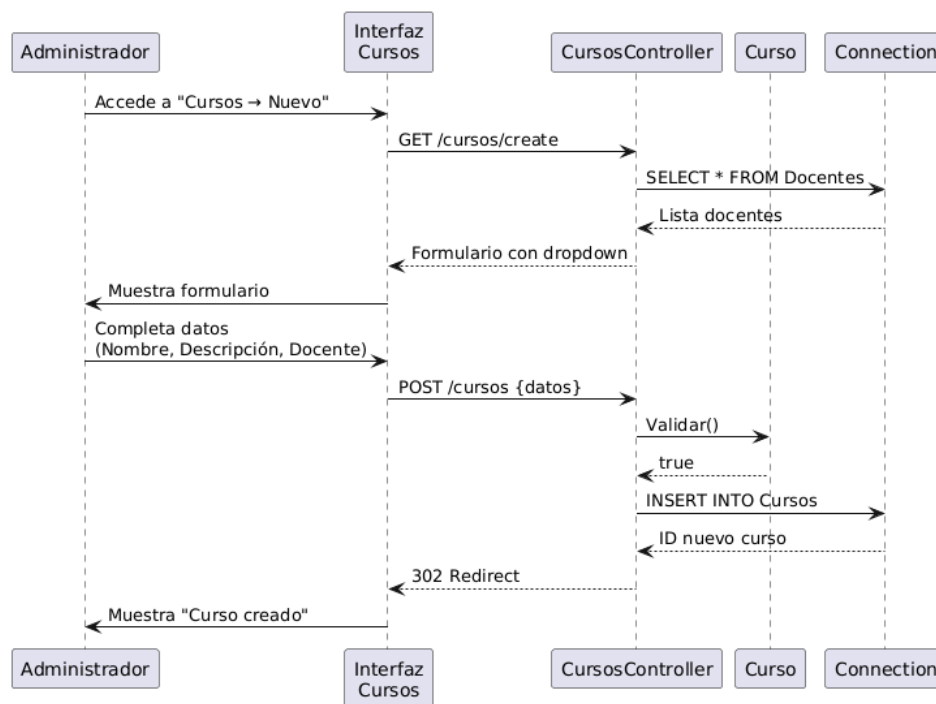 Administrador
Interfaz
Cursos
CursosController
Curso
Connection
Accede a "Cursos → Nuevo"
GET /cursos/create
SELECT * FROM Docentes
Lista docentes
Formulario con dropdown
Muestra formulario
Completa datos
(Nombre, Descripción, Docente)
POST /cursos {datos}
Validar()
true
INSERT INTO Cursos
ID nuevo curso
302 Redirect
Muestra "Curso creado"
Administrador
Interfaz
Cursos
CursosController
Curso
Connection